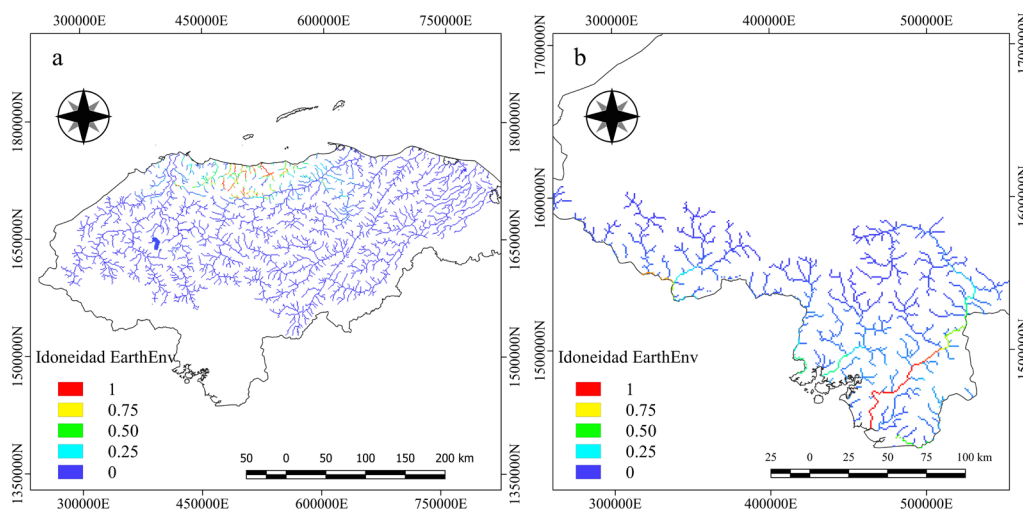 300000E 450000E 600000E 750000E
a
1800000N 1800000N
1650000N 1650000N
1500000N 1500000N
1350000N 1350000N
Idoneidad EarthEnv
1
0.75
0.50
0.25
0
50 0 50 100 150 200 km
300000E 450000E 600000E 750000E
300000E 400000E 500000E
b
1700000N 1700000N
1600000N 1600000N
1500000N 1500000N
Idoneidad EarthEnv
1
0.75
0.50
0.25
0
25 0 25 50 75 100 km
300000E 400000E 500000E